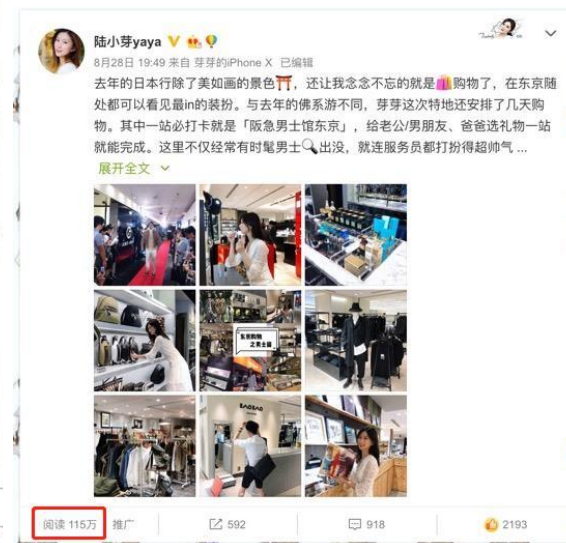 陆小芽yaya
8月28日 19:49 来自 芽芽的iPhone X 已编辑
去年的日本行除了美如画的景色⛩，还让我念念不忘的就是🛍购物了，在东京随
处都可以看见最in的装扮。与去年的佛系游不同，芽芽这次特地还安排了几天购
物。其中一站必打卡就是「阪急男士馆东京」，给老公/男朋友、爸爸选礼物一站
就能完成。这里不仅经常有时髦男士🔍出没，就连服务员都打扮得超帅气 ...
展开全文
东京购物
之男士篇
BAOBAO
阅读 115万 推广 592 918 2193